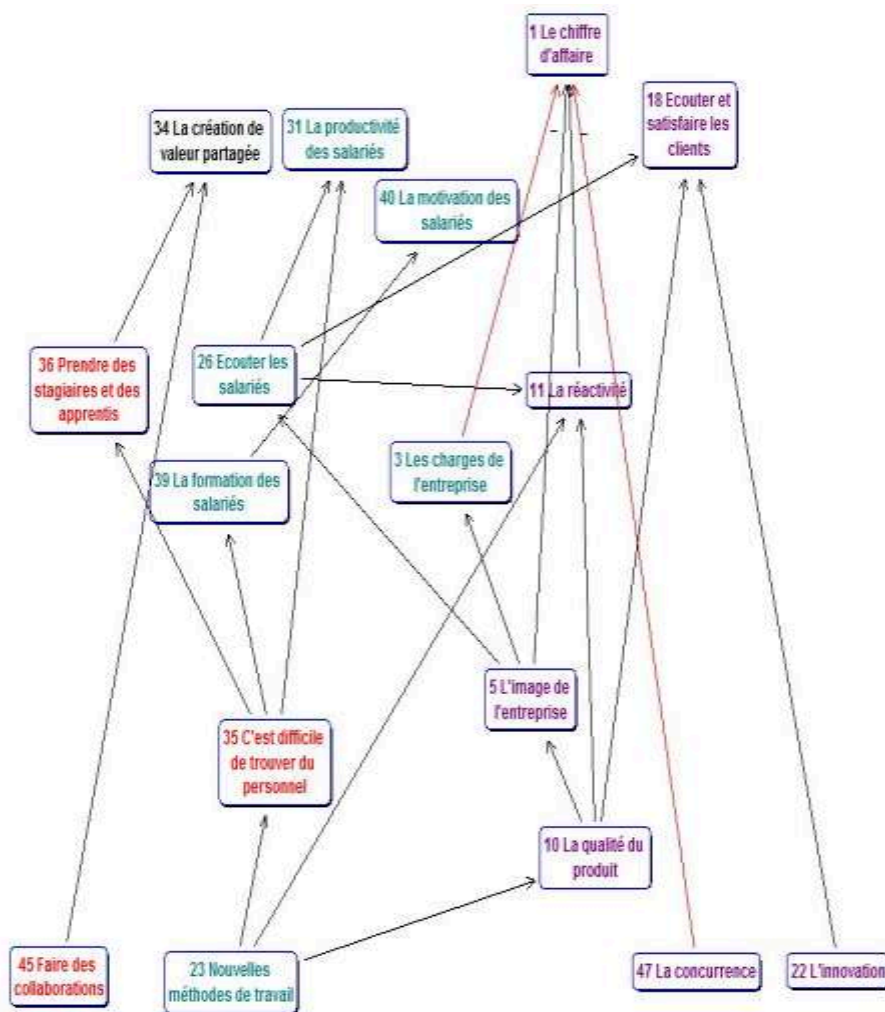 1 Le chiffre
d'affaire
18 Ecouter et
satisfaire les
clients
34 La création de
valeur partagée
31 La productivité
des salariés
40 La motivation des
salariés
36 Prendre des
stagiaires et des
apprentis
26 Ecouter les
salariés
11 La réactivité
3 Les charges de
l'entreprise
39 La formation des
salariés
5 L'image de
l'entreprise
35 C'est difficile
de trouver du
personnel
10 La qualité du
produit
45 Faire des
collaborations
23 Nouvelles
méthodes de travail
47 La concurrence
22 L'innovation